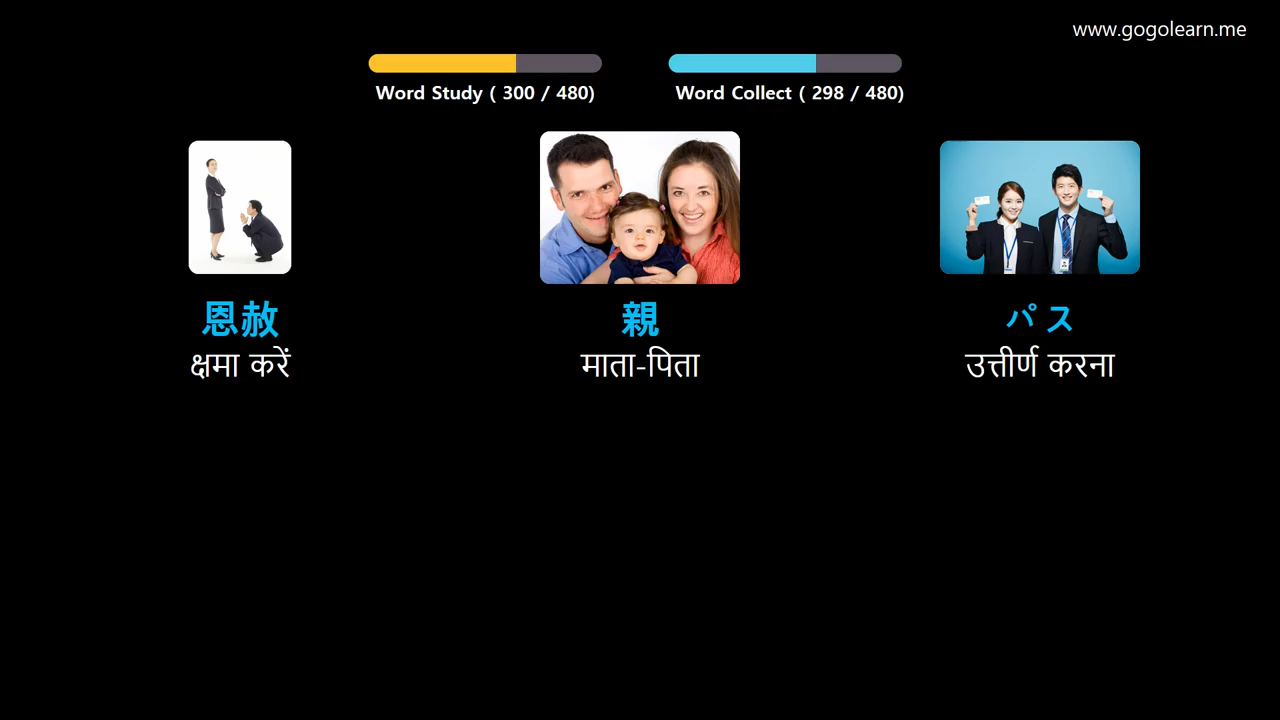 www.gogolearn.me
Word Study ( 300 / 480)
Word Collect ( 298 / 480)
恩赦
親
パス
क्षमा करें
माता-पिता
उत्तीर्ण करना